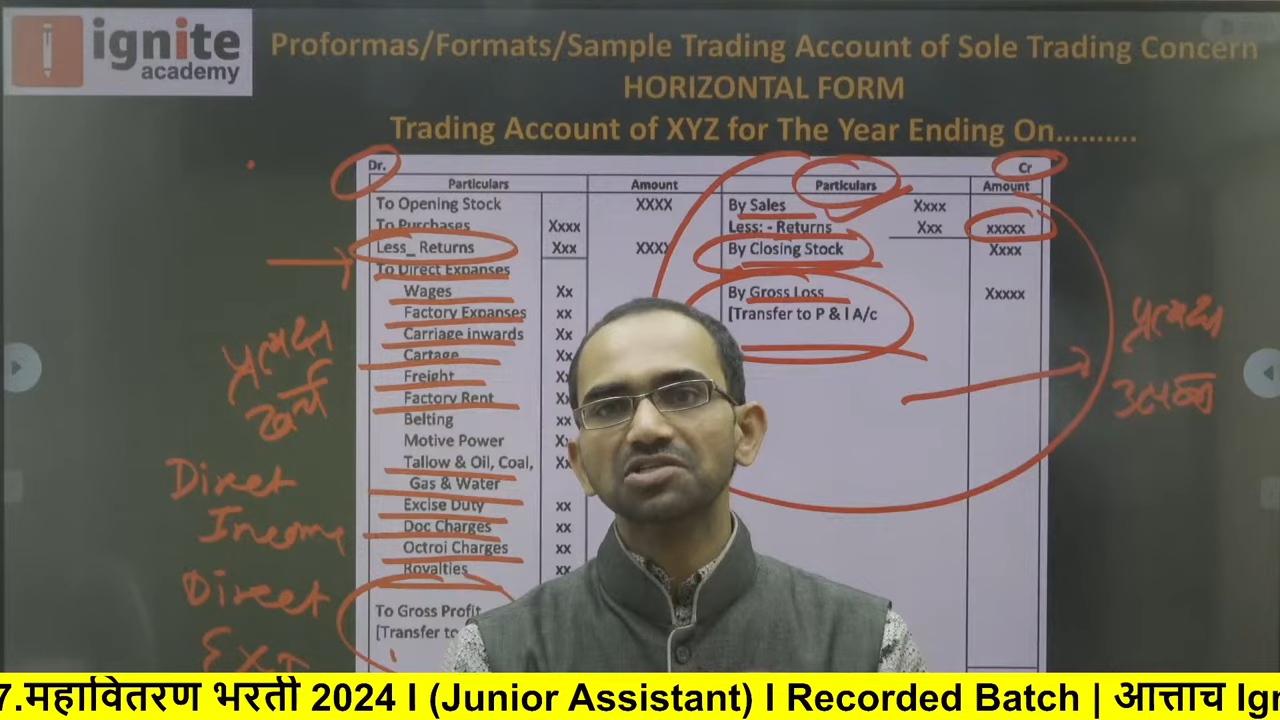 ignite
academy
Proformas/Formats/Sample Trading Account of Sole Trading Concern
HORIZONTAL FORM
Trading Account of XYZ for The Year Ending On..........
Dr. Cr
Particulars Amount Particulars Amount
To Opening Stock XXXX By Sales Xxxx
To Purchases Xxxx Less: - Returns Xxx xxxxx
Less_ Returns Xxx XXXX By Closing Stock Xxxx
To Direct Expanses
Wages Xx By Gross Loss Xxxxx
Factory Expanses xx [Transfer to P & l A/c
Carriage inwards Xx
Cartage Xx
Freight
Factory Rent
Belting xx
Motive Power
Tallow & Oil, Coal,
Gas & Water
Excise Duty xx
Doc Charges xx
Octroi Charges xx
Royalties xx
To Gross Profit
[Transfer to
प्रत्यक्ष
खर्च
Direct
Income
Direct
प्रत्यक्ष
7.महावितरण भरती 2024 I (Junior Assistant) I Recorded Batch | आत्ताच Ign